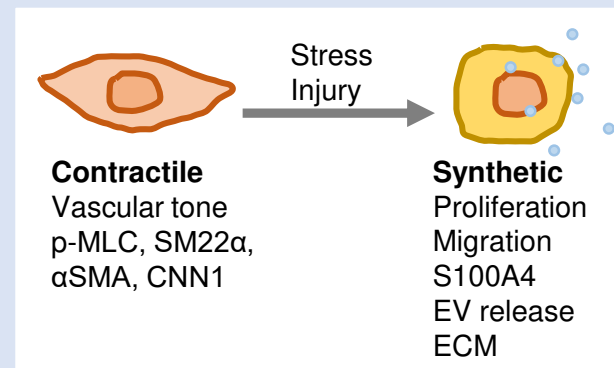 Stress
Injury
Contractile
Vascular tone
p-MLC, SM22α,
αSMA, CNN1
Synthetic
Proliferation
Migration
S100A4
EV release
ECM